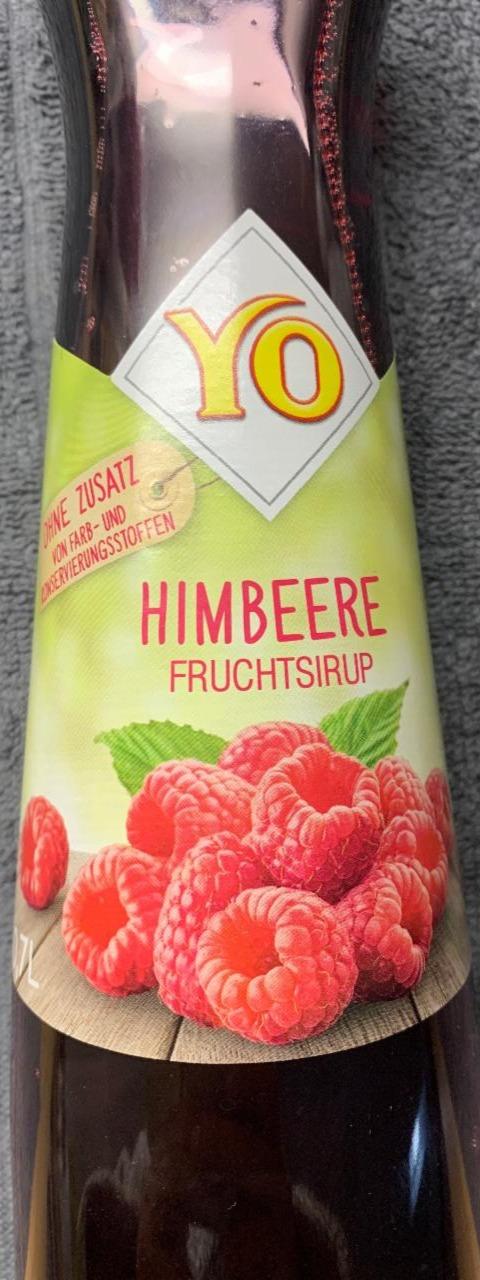 YO
OHNE ZUSATZ
VON FARB- UND
KONSERVIERUNGSSTOFFEN
HIMBEERE
FRUCHTSIRUP
,7L